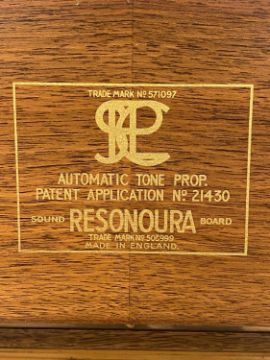 TRADE MARK Nº 571097
AUTOMATIC TONE PROP.
PATENT APPLICATION Nº 21430
SOUND RESONOURA BOARD
TRADE MARK Nº 506989
MADE IN ENGLAND.